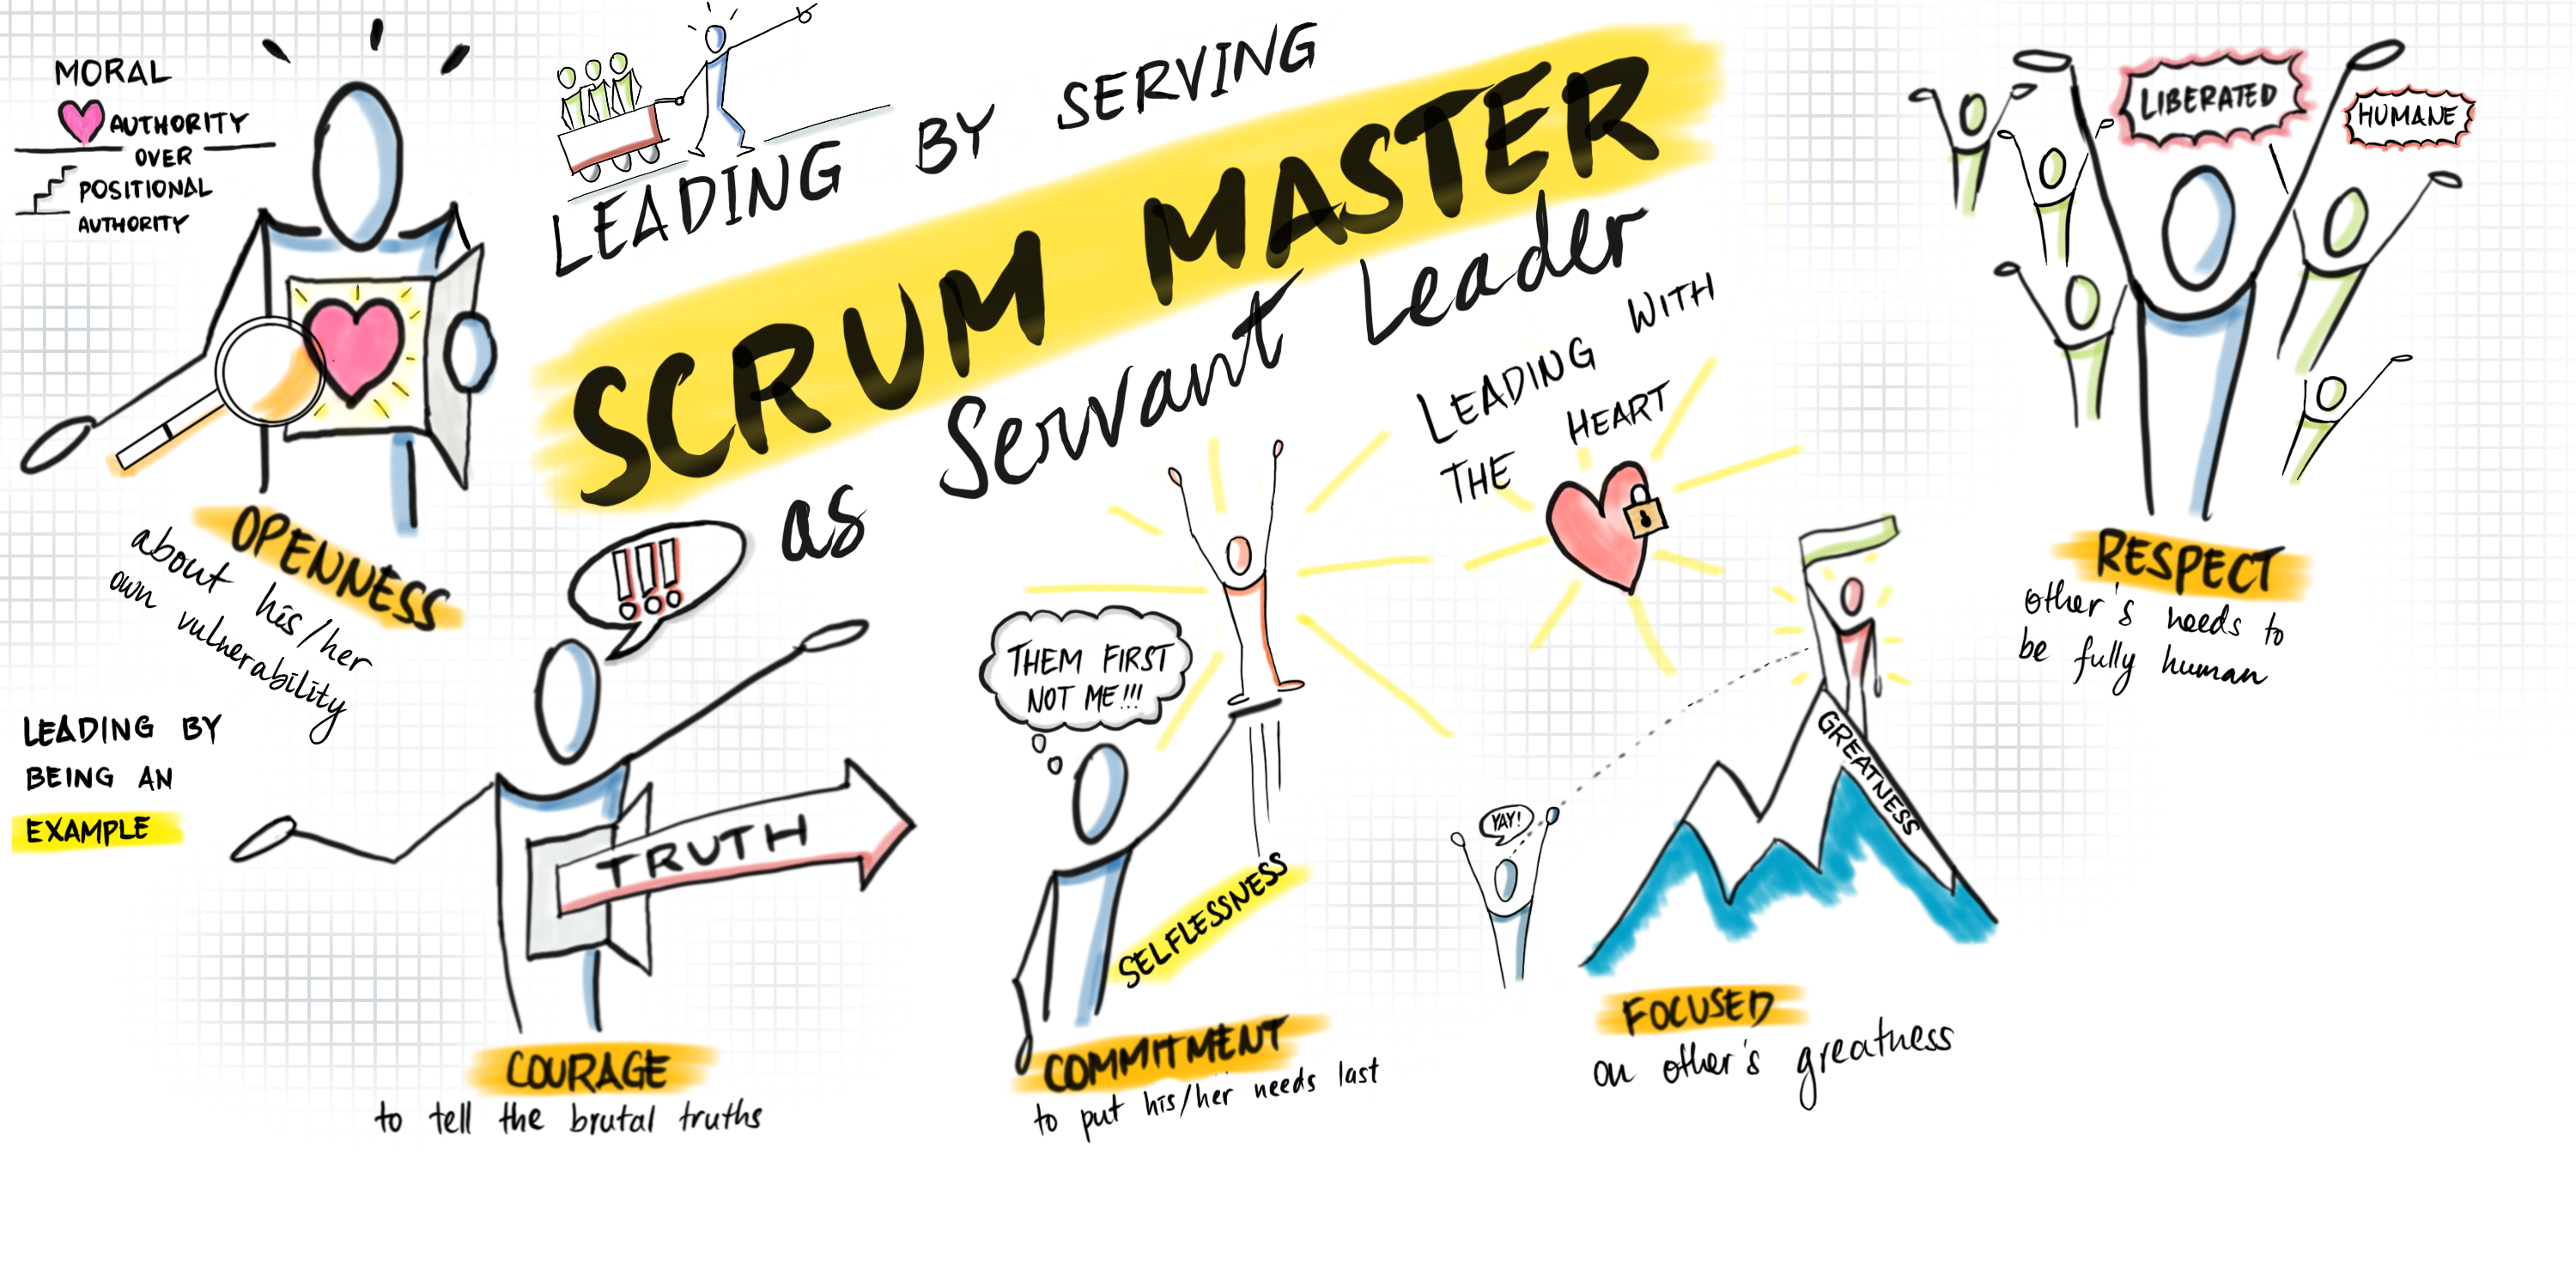 MORAL
AUTHORITY
OVER
POSITIONAL
AUTHORITY
LEADING BY SERVING
SCRUM MASTER
as Servant Leader
LEADING WITH
THE HEART
LIBERATED
HUMANE
OPENNESS
about his/her
own vulnerability
LEADING BY
BEING AN
EXAMPLE
!!!
TRUTH
COURAGE
to tell the brutal truths
THEM FIRST
NOT ME!!!
SELFLESSNESS
COMMITMENT
to put his/her needs last
YAY!
GREATNESS
FOCUSED
on other's greatness
RESPECT
other's needs to
be fully human